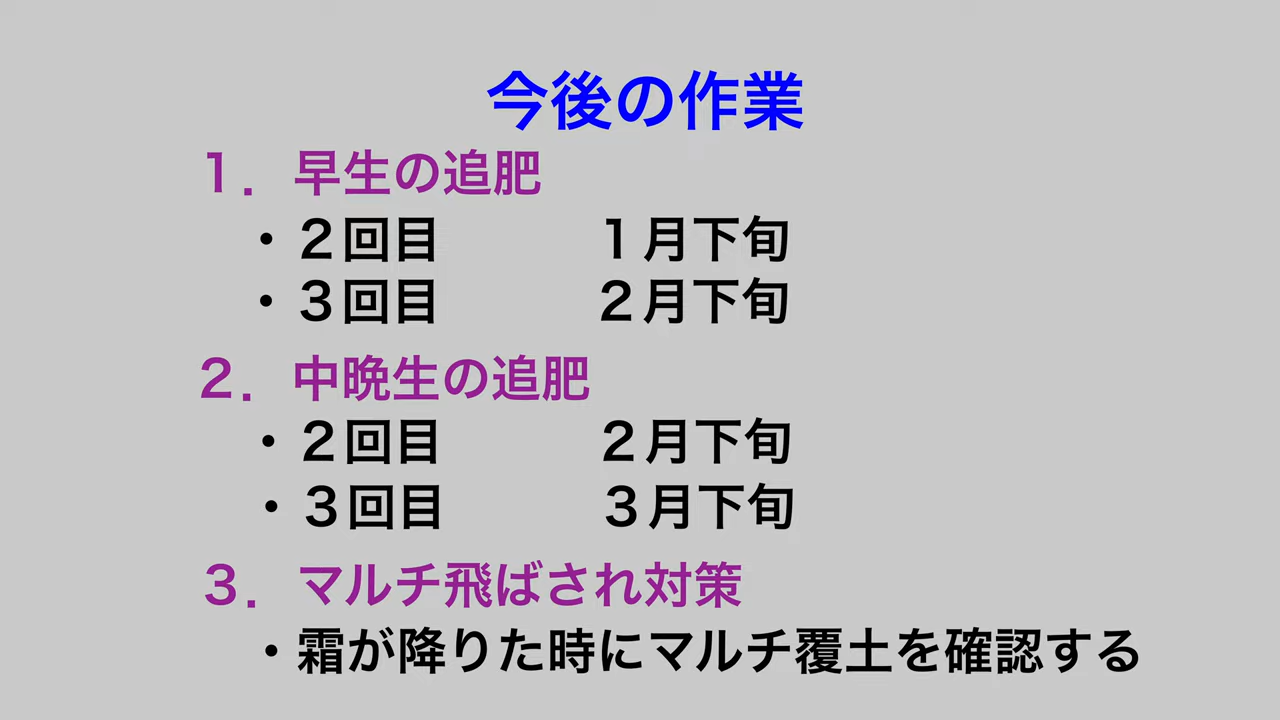 今後の作業
１．早生の追肥
・２回目　　　１月下旬
・３回目　　　２月下旬
２．中晩生の追肥
・２回目　　　２月下旬
・３回目　　　３月下旬
３．マルチ飛ばされ対策
・霜が降りた時にマルチ覆土を確認する